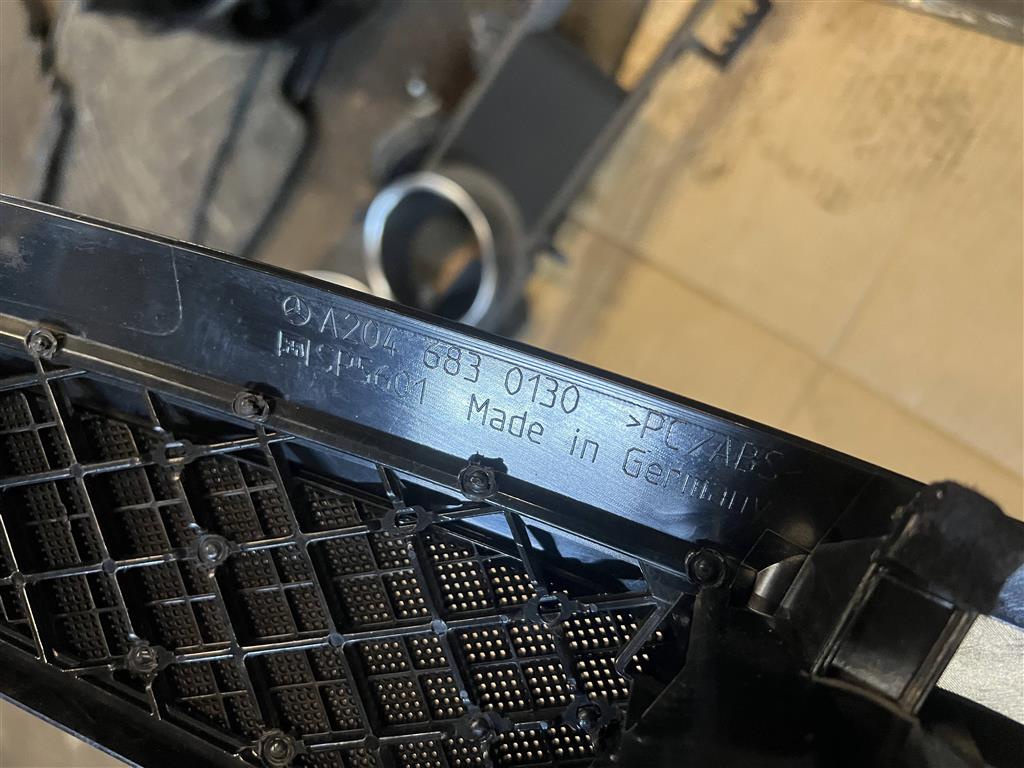 A204 683 0130 >PC/ABS<
SP5601 Made in Germany